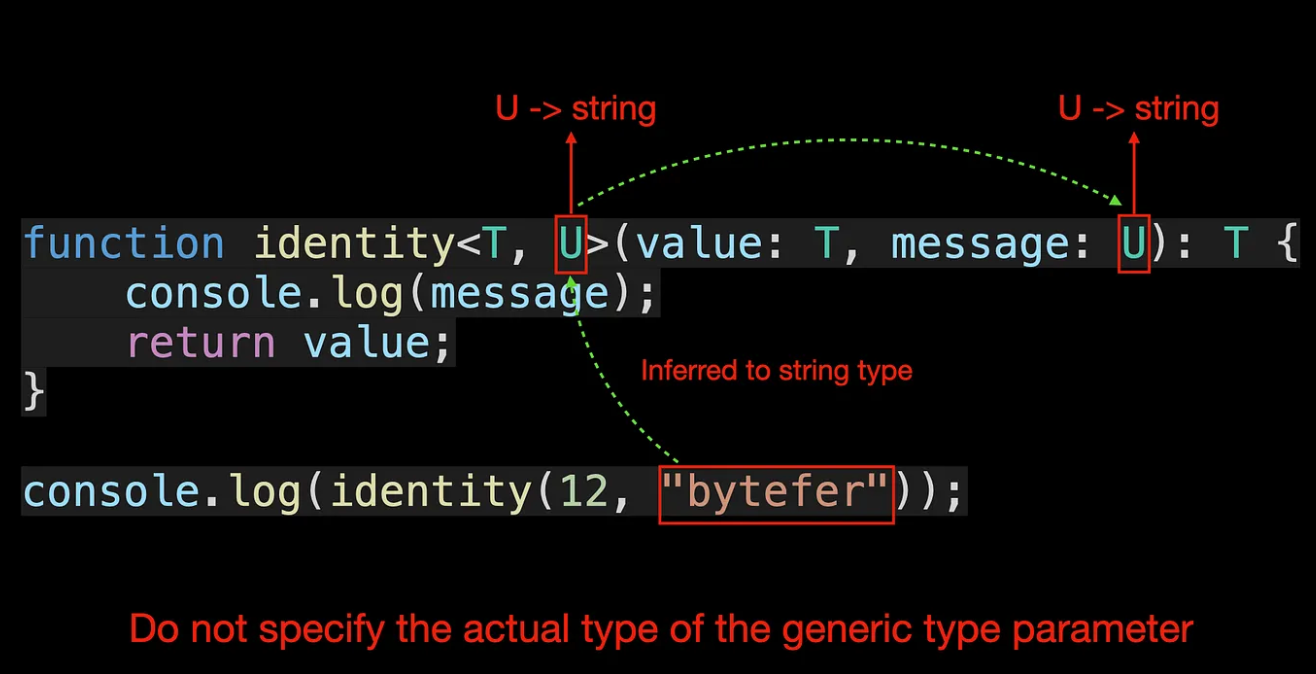 U -> string U -> string
function identity<T, U>(value: T, message: U): T {
    console.log(message);
    return value;
}
Inferred to string type
console.log(identity(12, "bytefer"));
Do not specify the actual type of the generic type parameter